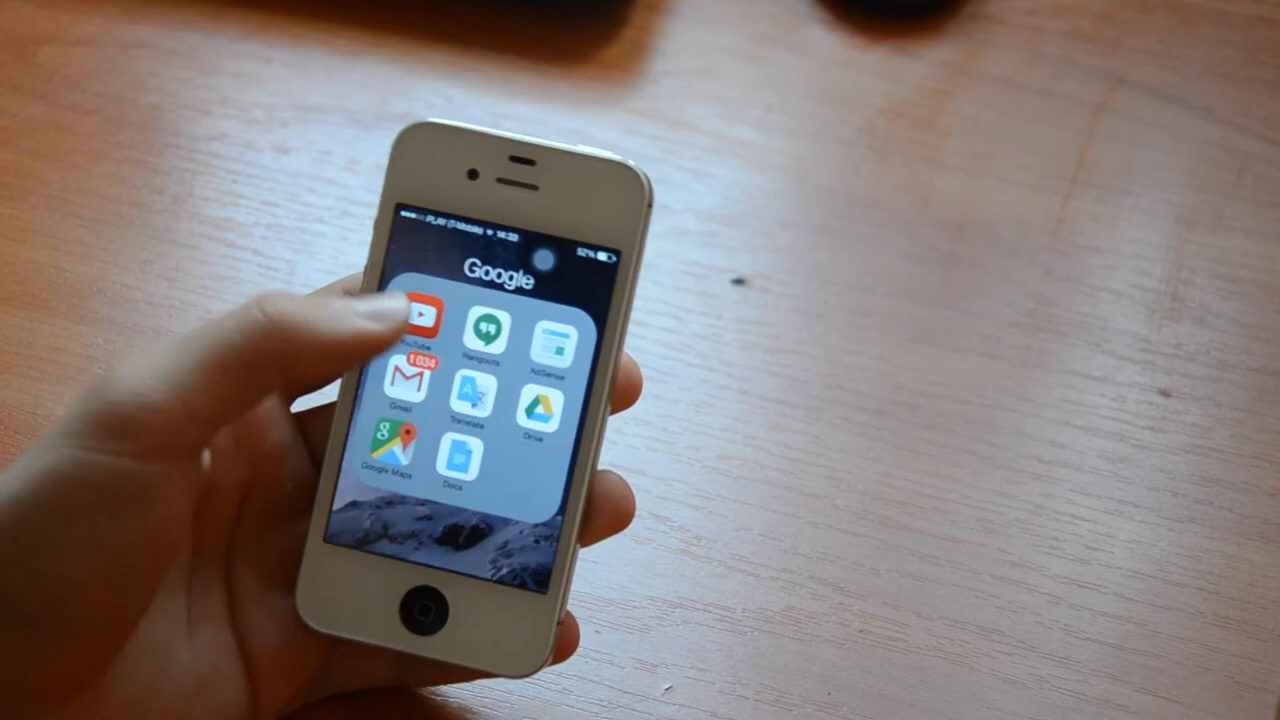 PLAY (T-Mobile) 14:33 52%
Google
YouTube Hangouts AdSense
1 034
Gmail Translate Drive
g
Google Maps Docs